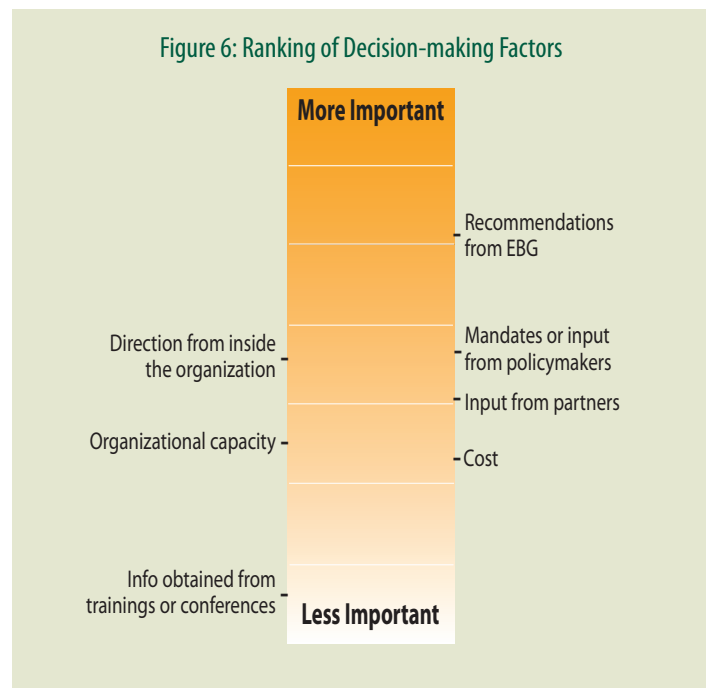 Figure 6: Ranking of Decision-making Factors
More Important
Recommendations
from EBG
Direction from inside
the organization
Mandates or input
from policymakers
Input from partners
Organizational capacity
Cost
Info obtained from
trainings or conferences
Less Important